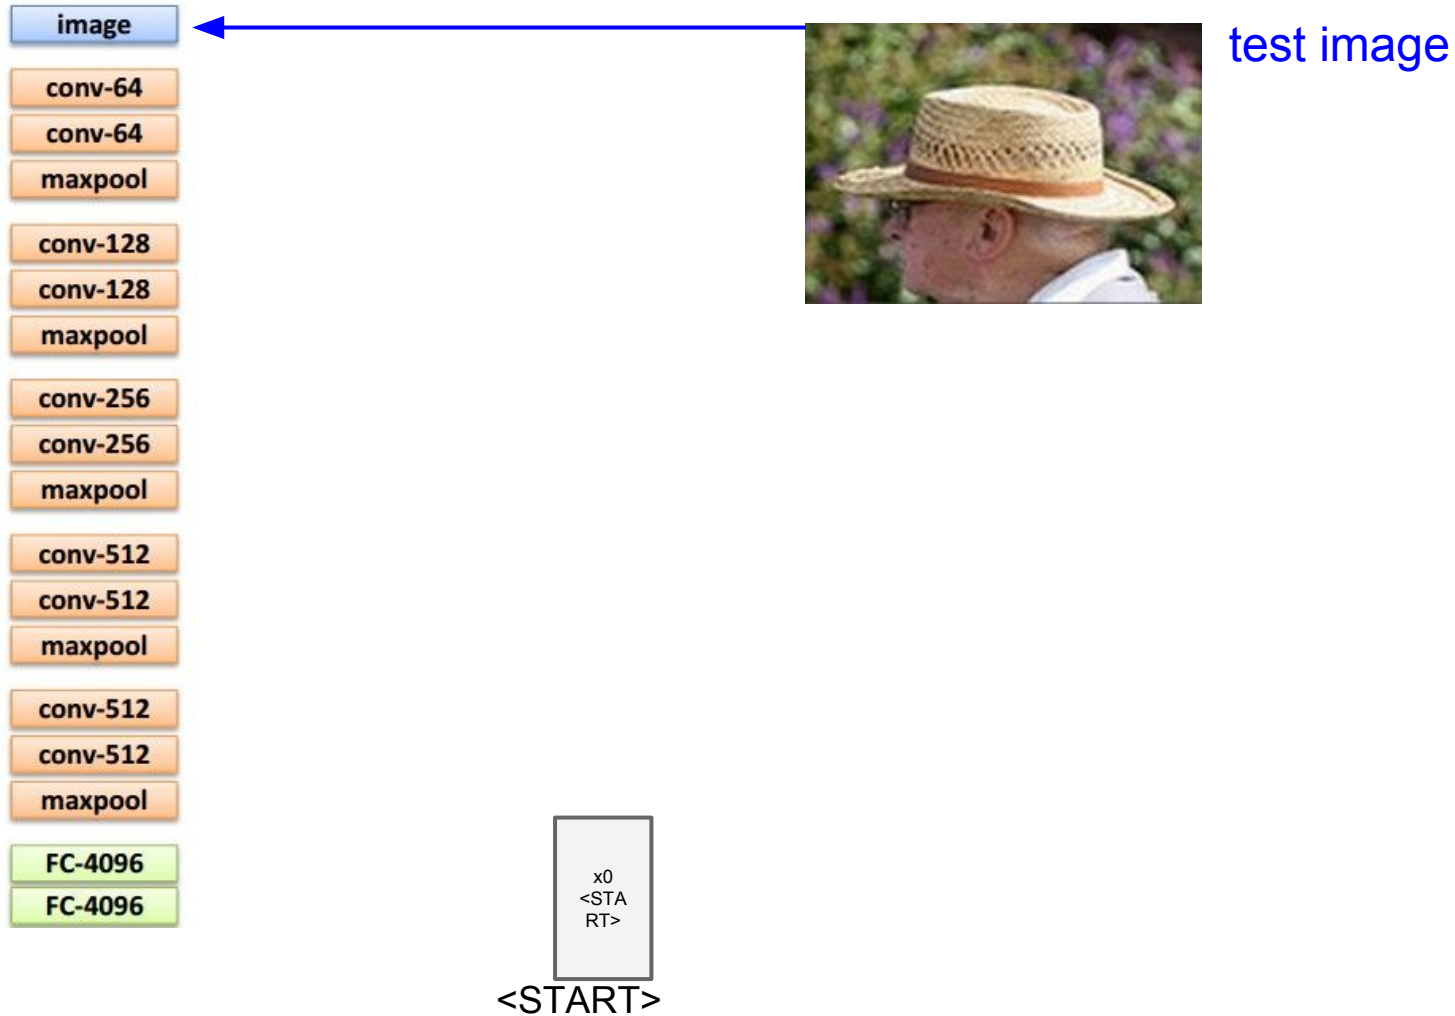 image
test image
conv-64
conv-64
maxpool
conv-128
conv-128
maxpool
conv-256
conv-256
maxpool
conv-512
conv-512
maxpool
conv-512
conv-512
maxpool
FC-4096
FC-4096
x0
<STA
RT>
<START>